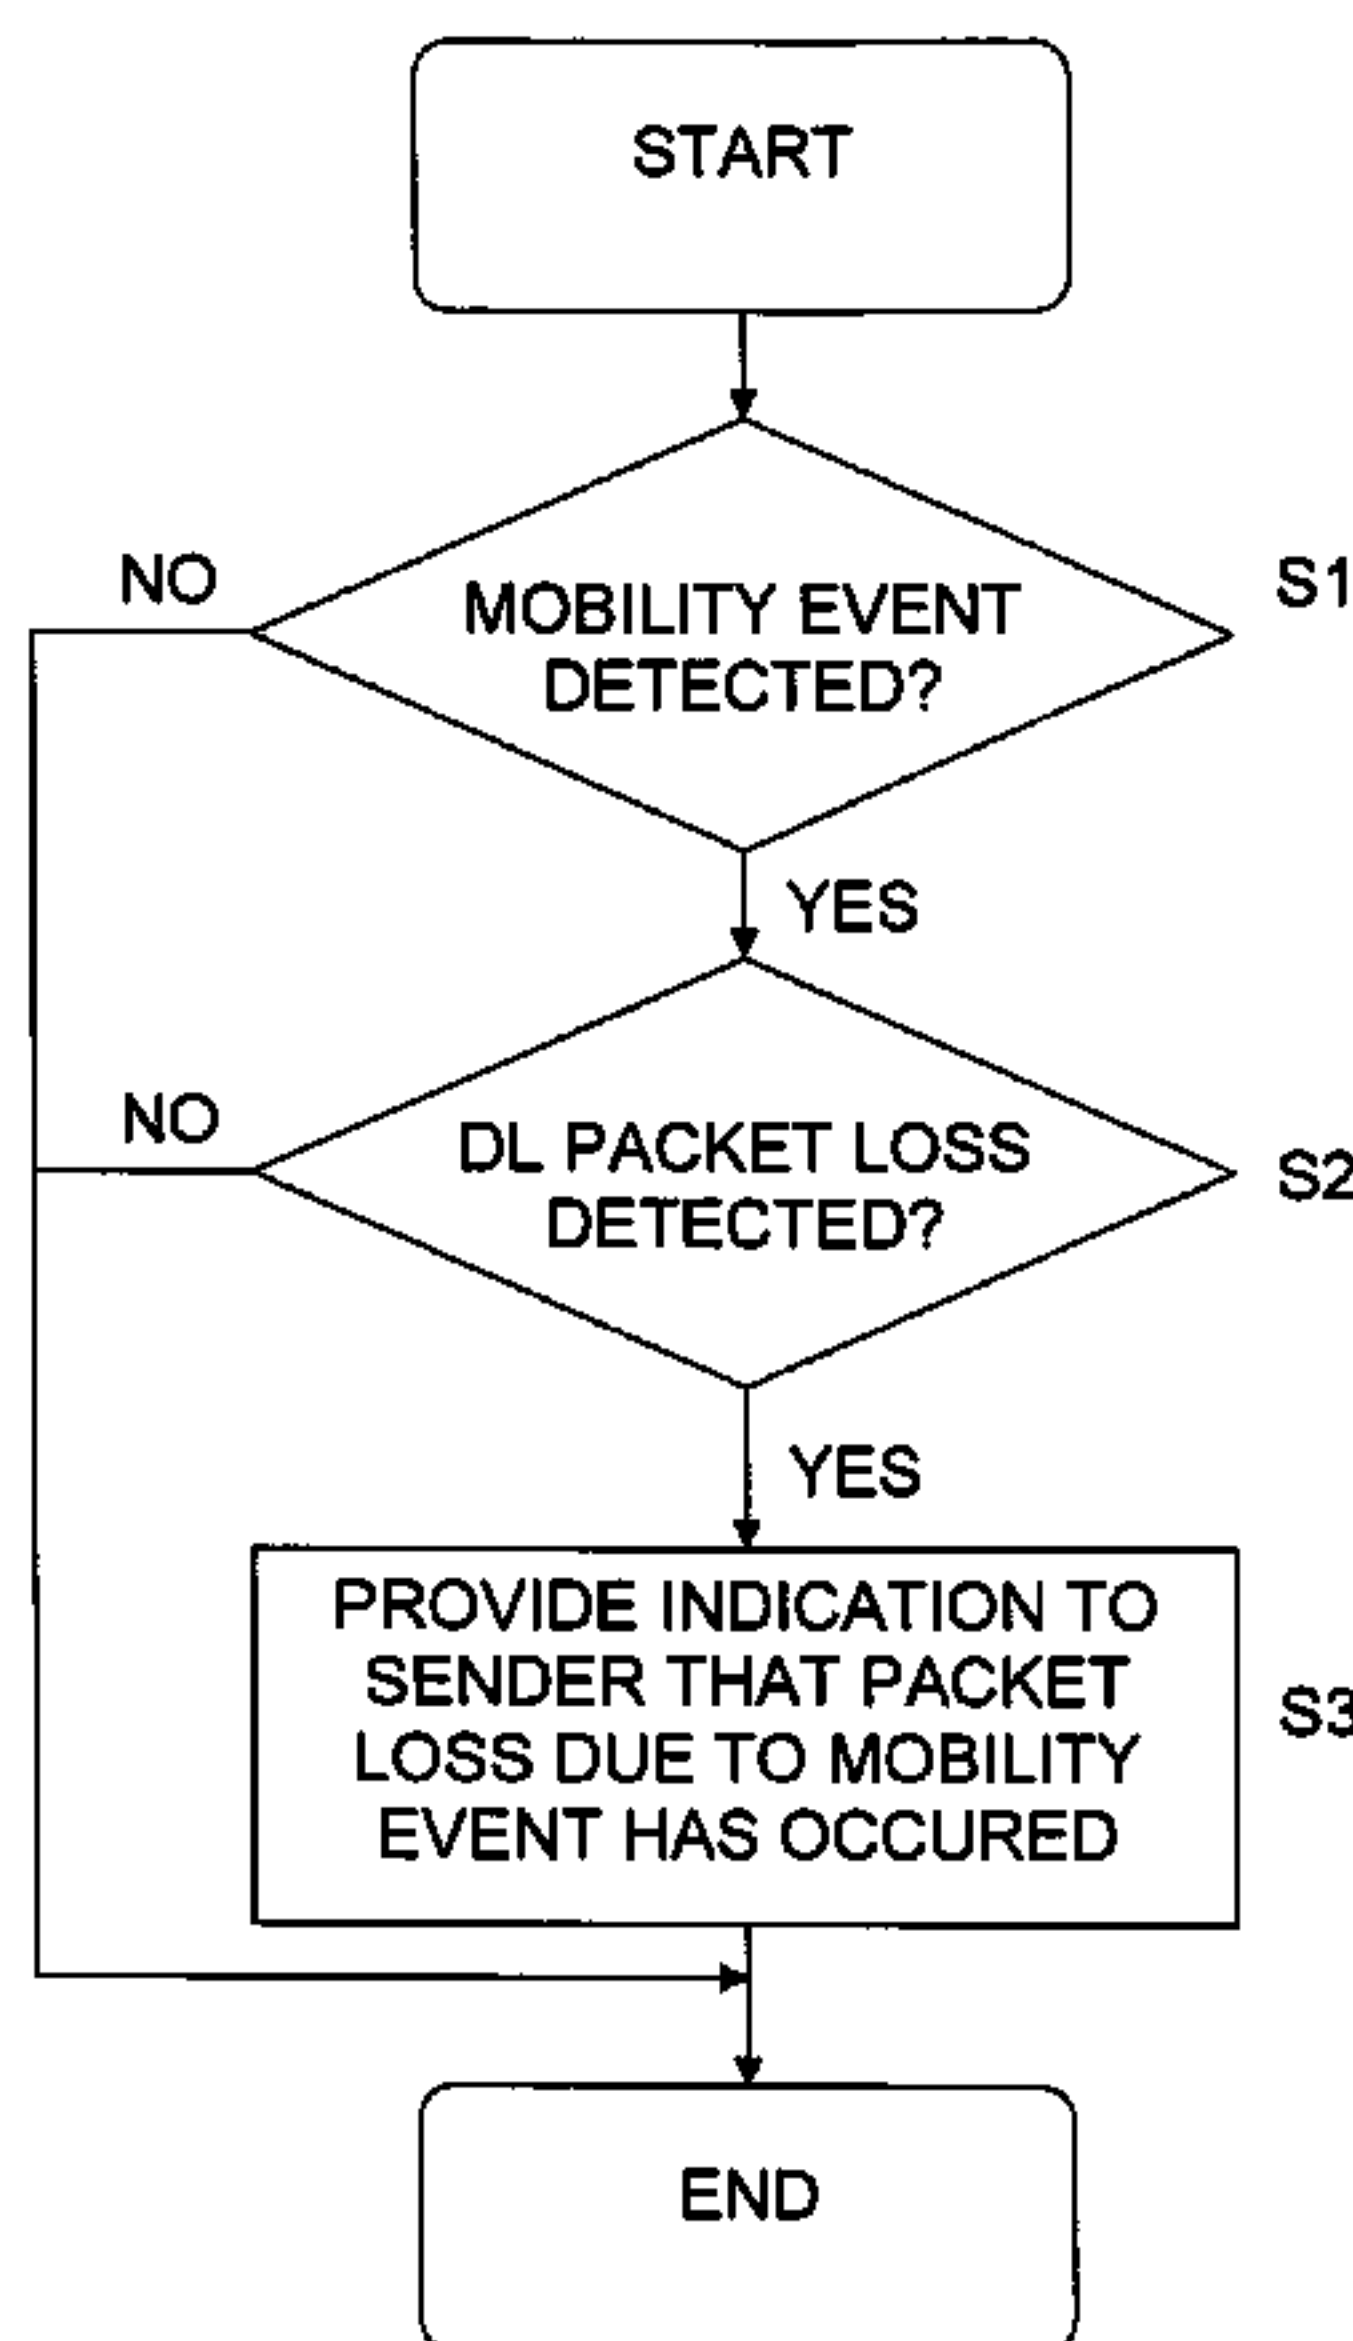 START
NO
S1
MOBILITY EVENT
DETECTED?
YES
NO
DL PACKET LOSS
DETECTED?
S2
YES
PROVIDE INDICATION TO
SENDER THAT PACKET
LOSS DUE TO MOBILITY
EVENT HAS OCCURED
S3
END